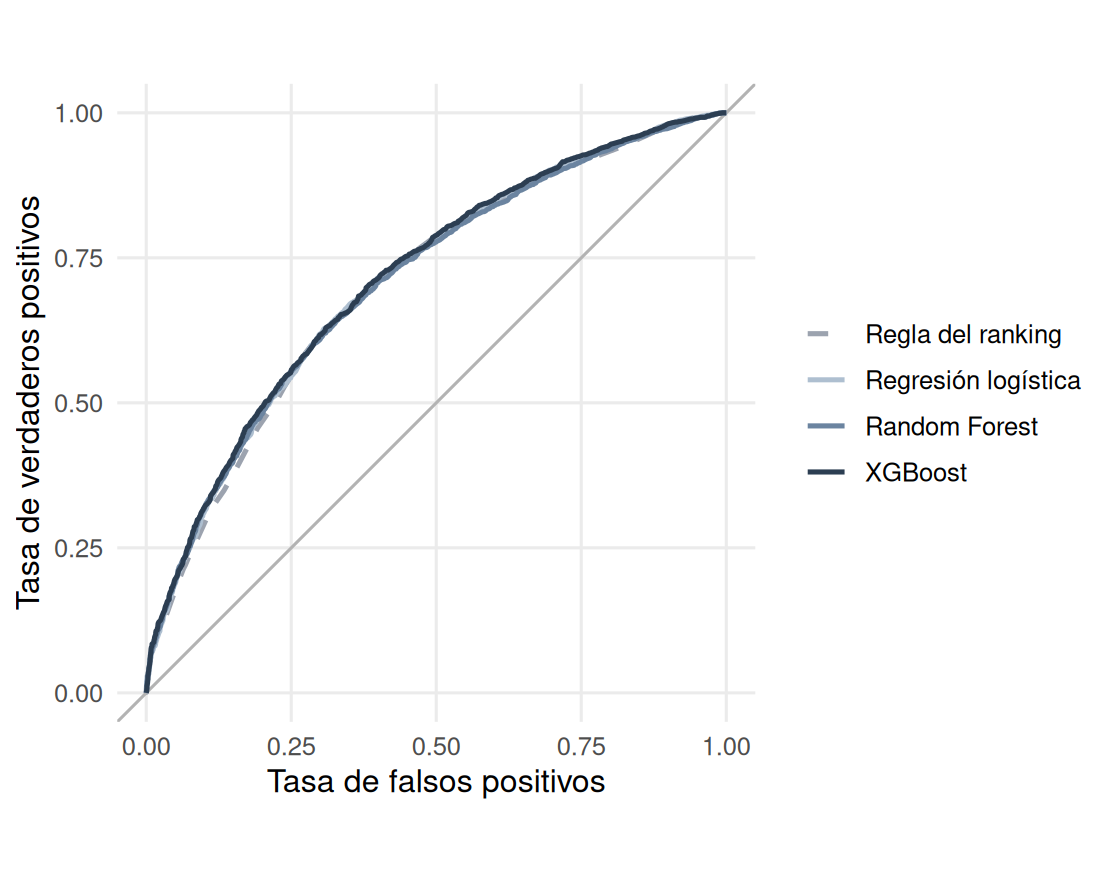 Tasa de verdaderos positivos
1.00
0.75
0.50
0.25
0.00
0.00 0.25 0.50 0.75 1.00
Tasa de falsos positivos
Regla del ranking
Regresión logística
Random Forest
XGBoost